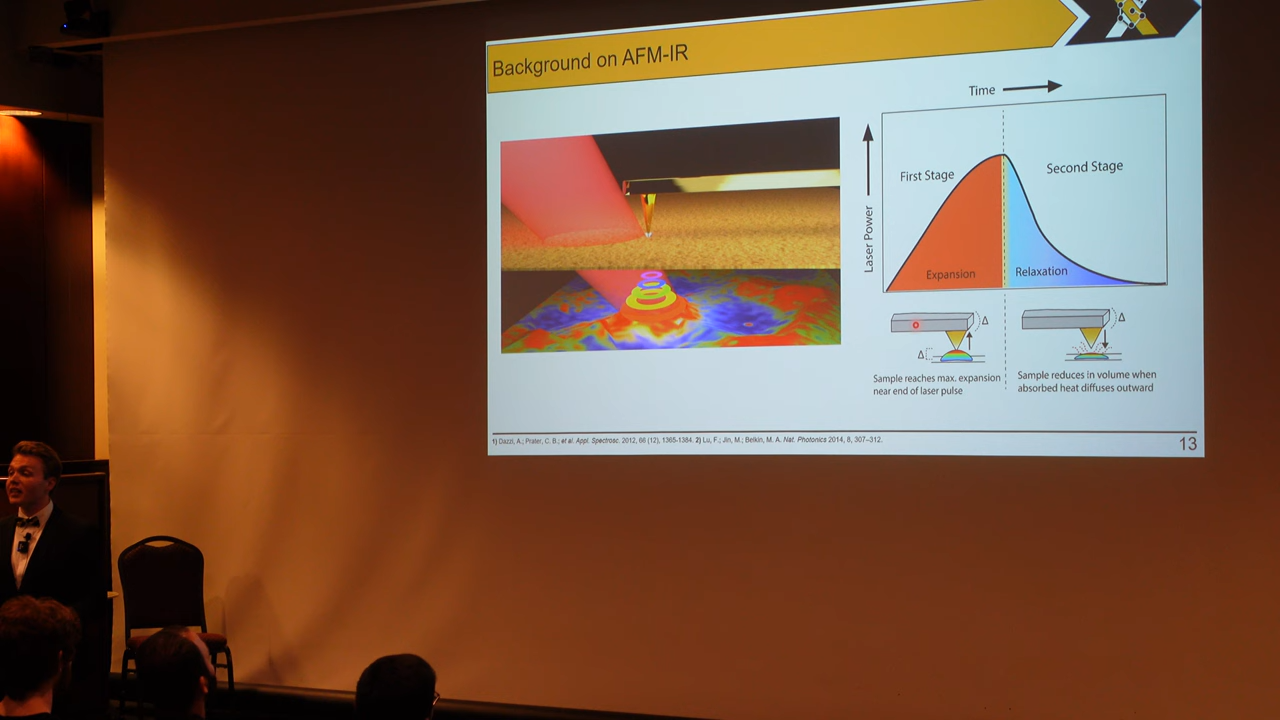 Background on AFM-IR
Time
Laser Power
First Stage
Second Stage
Expansion
Relaxation
Δ
Δ
Δ
Sample reaches max. expansion
near end of laser pulse
Sample reduces in volume when
absorbed heat diffuses outward
1) Dazzi, A.; Prater, C. B.; et al. Appl. Spectrosc. 2012, 66 (12), 1365-1384. 2) Lu, F.; Jin, M.; Belkin, M. A. Nat. Photonics 2014, 8, 307–312.
13